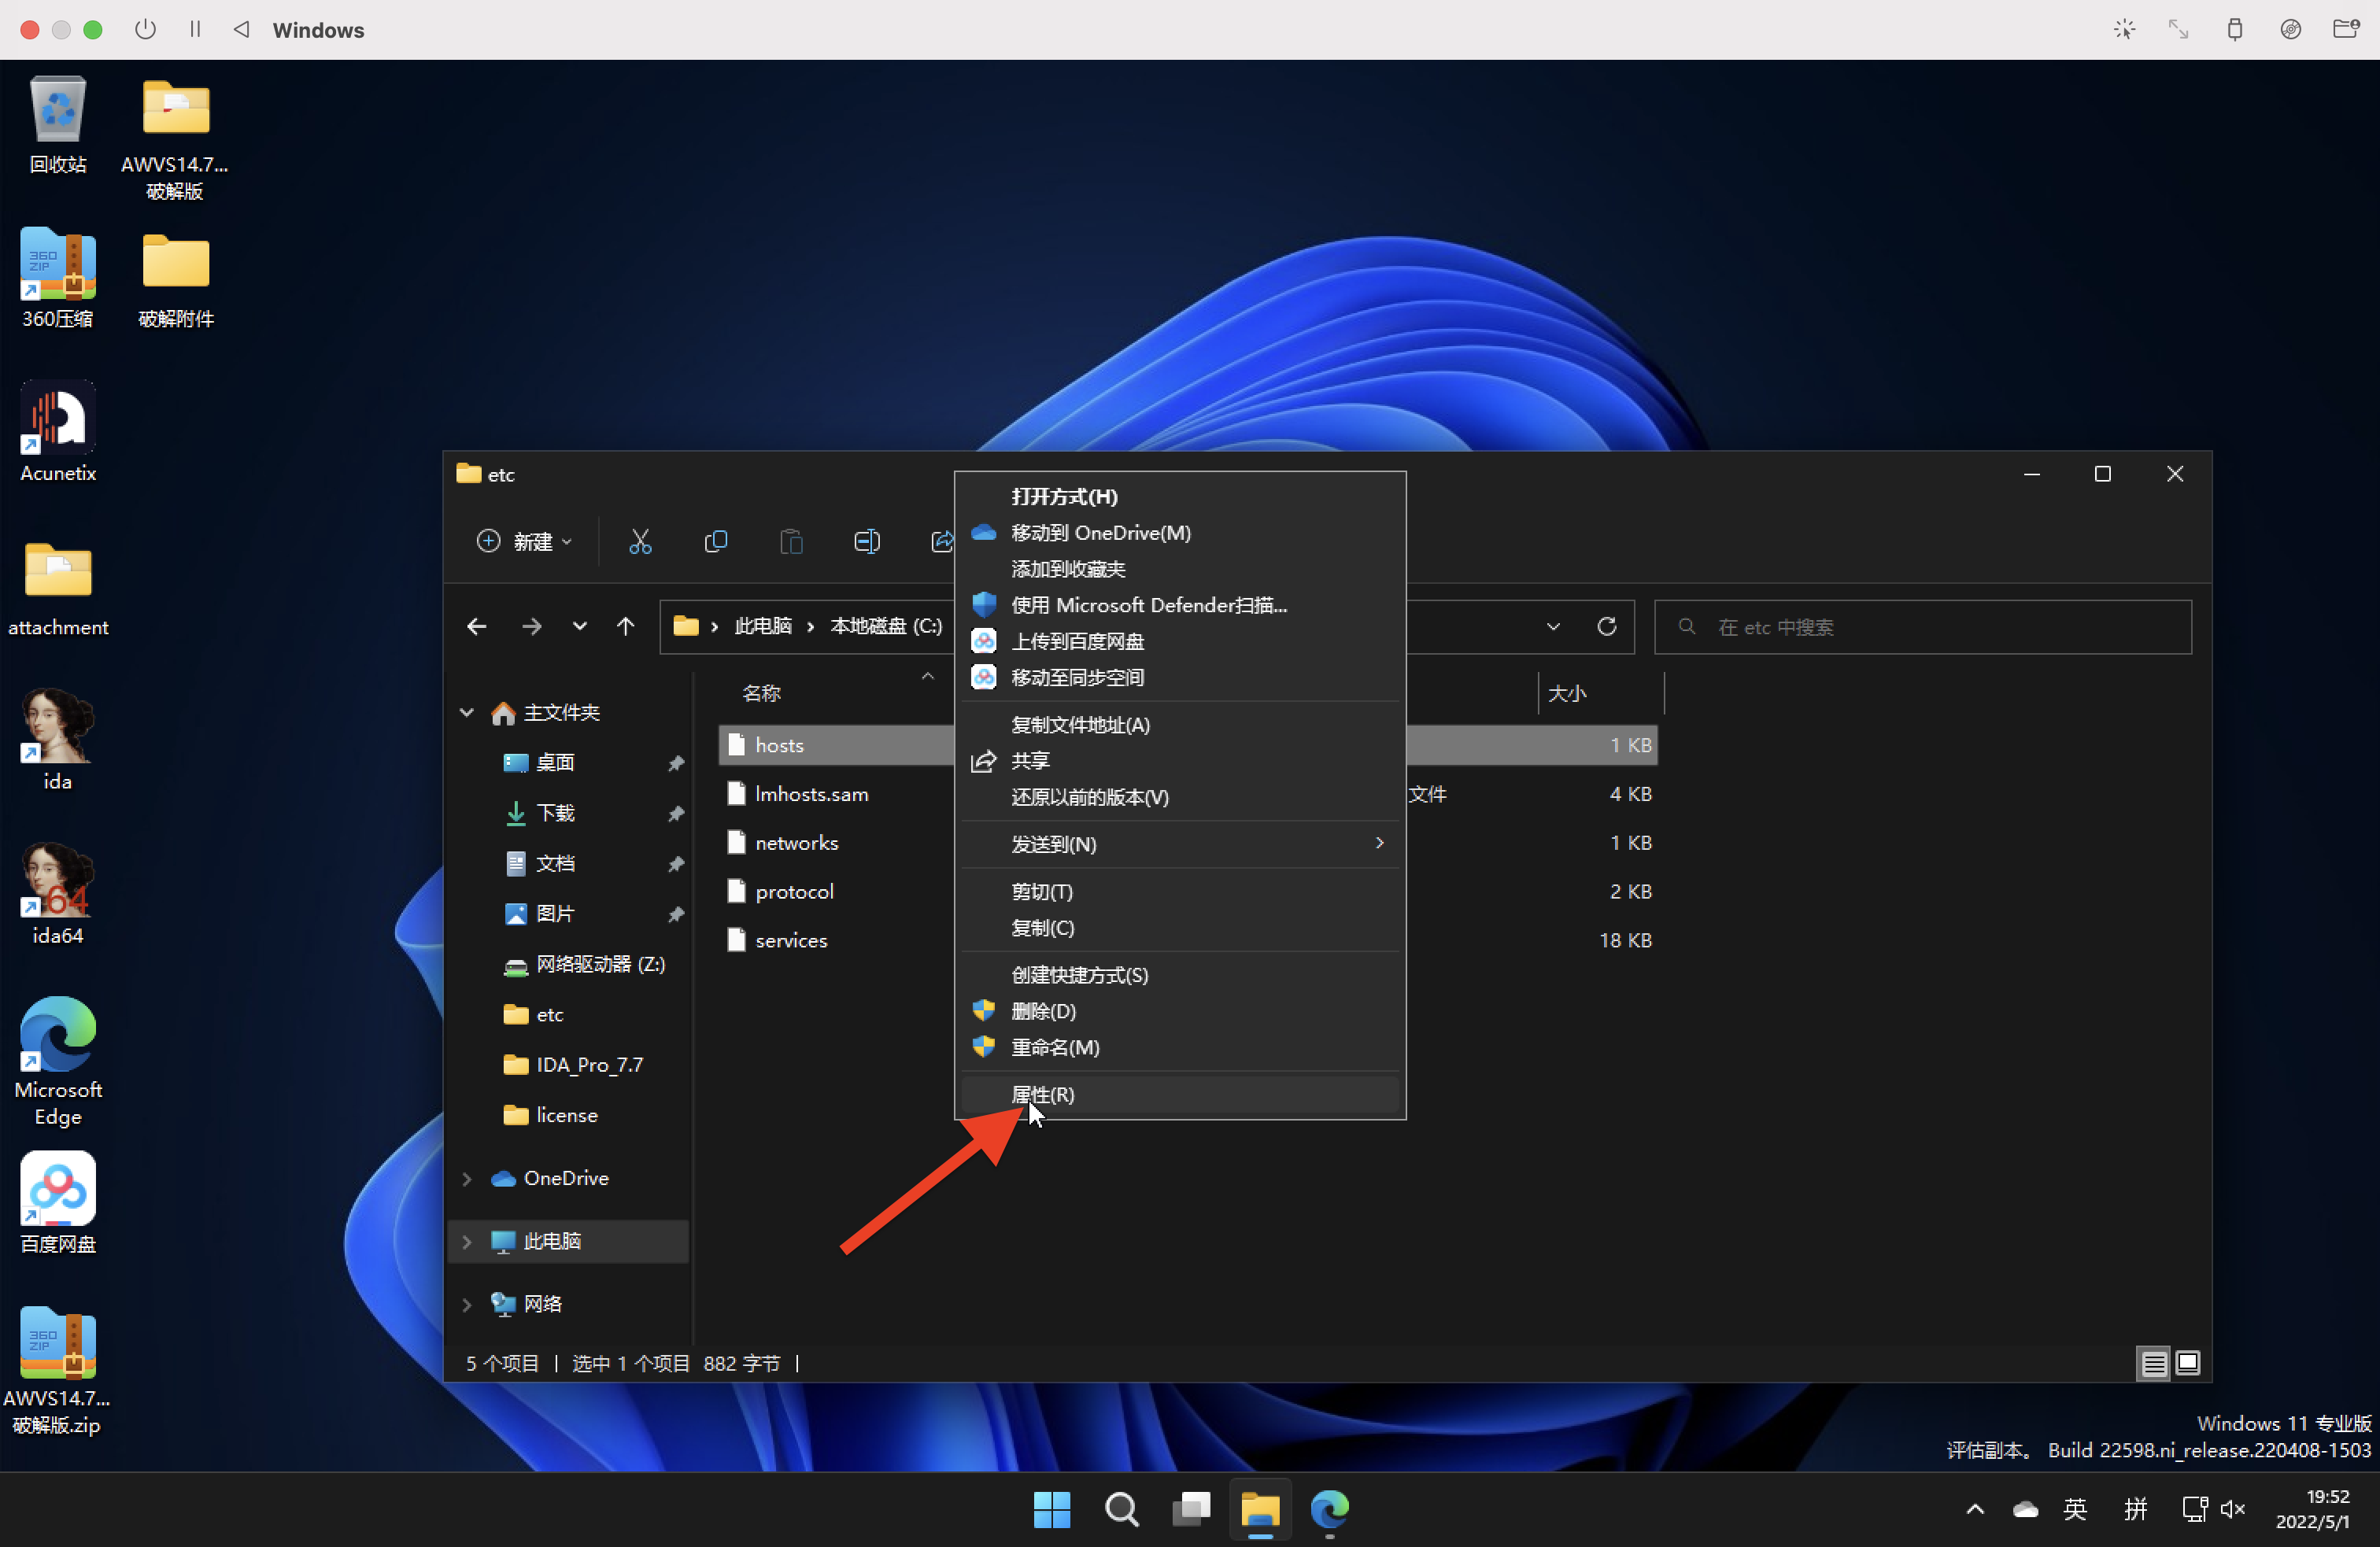 Windows
回收站
AWVS14.7...
破解版
360压缩
破解附件
Acunetix
attachment
ida
ida64
Microsoft
Edge
百度网盘
AWVS14.7...
破解版.zip
etc
新建
此电脑 本地磁盘 (C:)
在 etc 中搜索
主文件夹
桌面
下载
文档
图片
网络驱动器 (Z:)
etc
IDA_Pro_7.7
license
OneDrive
此电脑
网络
名称
大小
hosts
1 KB
lmhosts.sam
文件
4 KB
networks
1 KB
protocol
2 KB
services
18 KB
打开方式(H)
移动到 OneDrive(M)
添加到收藏夹
使用 Microsoft Defender扫描...
上传到百度网盘
移动至同步空间
复制文件地址(A)
共享
还原以前的版本(V)
发送到(N)
剪切(T)
复制(C)
创建快捷方式(S)
删除(D)
重命名(M)
属性(R)
5 个项目 | 选中 1 个项目 882 字节 |
Windows 11 专业版
评估副本。 Build 22598.ni_release.220408-1503
英
拼
19:52
2022/5/1